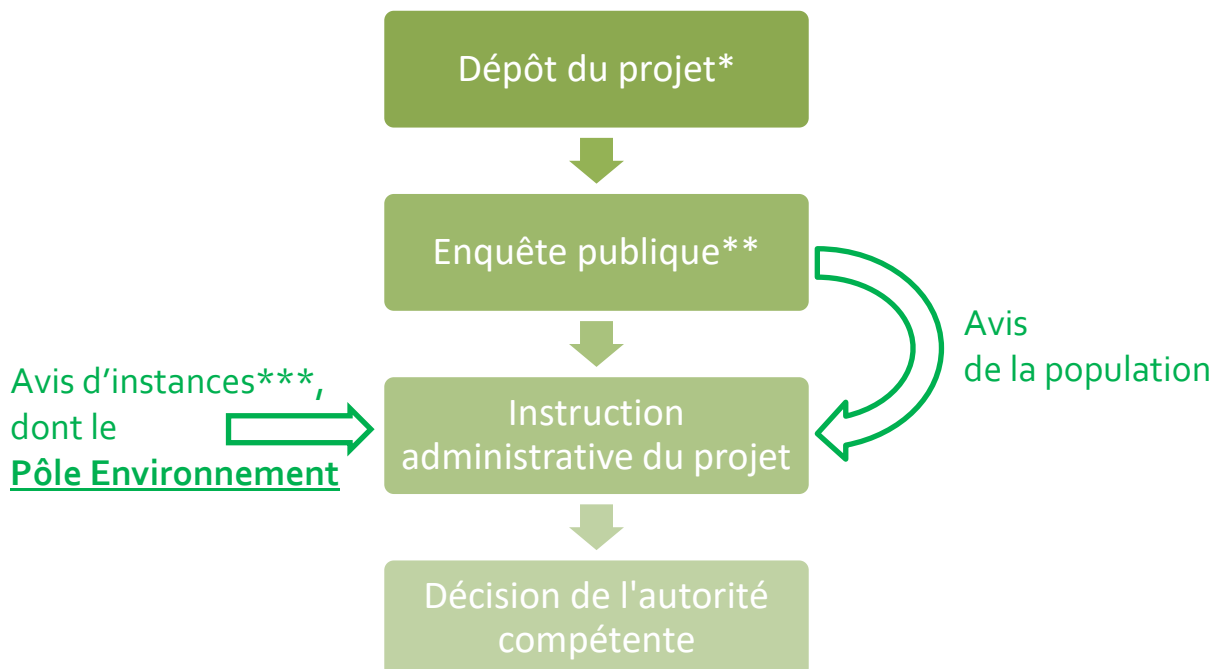 Dépôt du projet*
Enquête publique**
Avis
de la population
Avis d’instances***,
dont le
Pôle Environnement
Instruction
administrative du projet
Décision de l'autorité
compétente